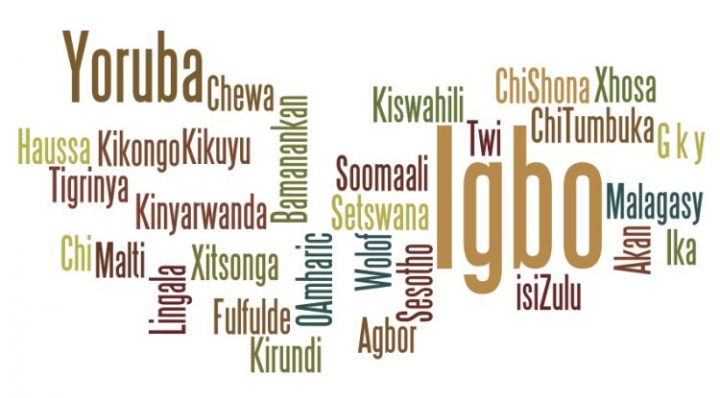 Yoruba
Chewa
Haussa
Kikongo
Kikuyu
Tigrinya
Kinyarwanda
Bamanankan
Chi
Malti
Lingala
Xitsonga
Fulfulde
OAmharic
Kirundi
Kiswahili
Soomaali
Setswana
Wolof
Sesotho
Agbor
Twi
Igbo
ChiShona
Xhosa
ChiTumbuka
G k y
Malagasy
Akan
Ika
isiZulu